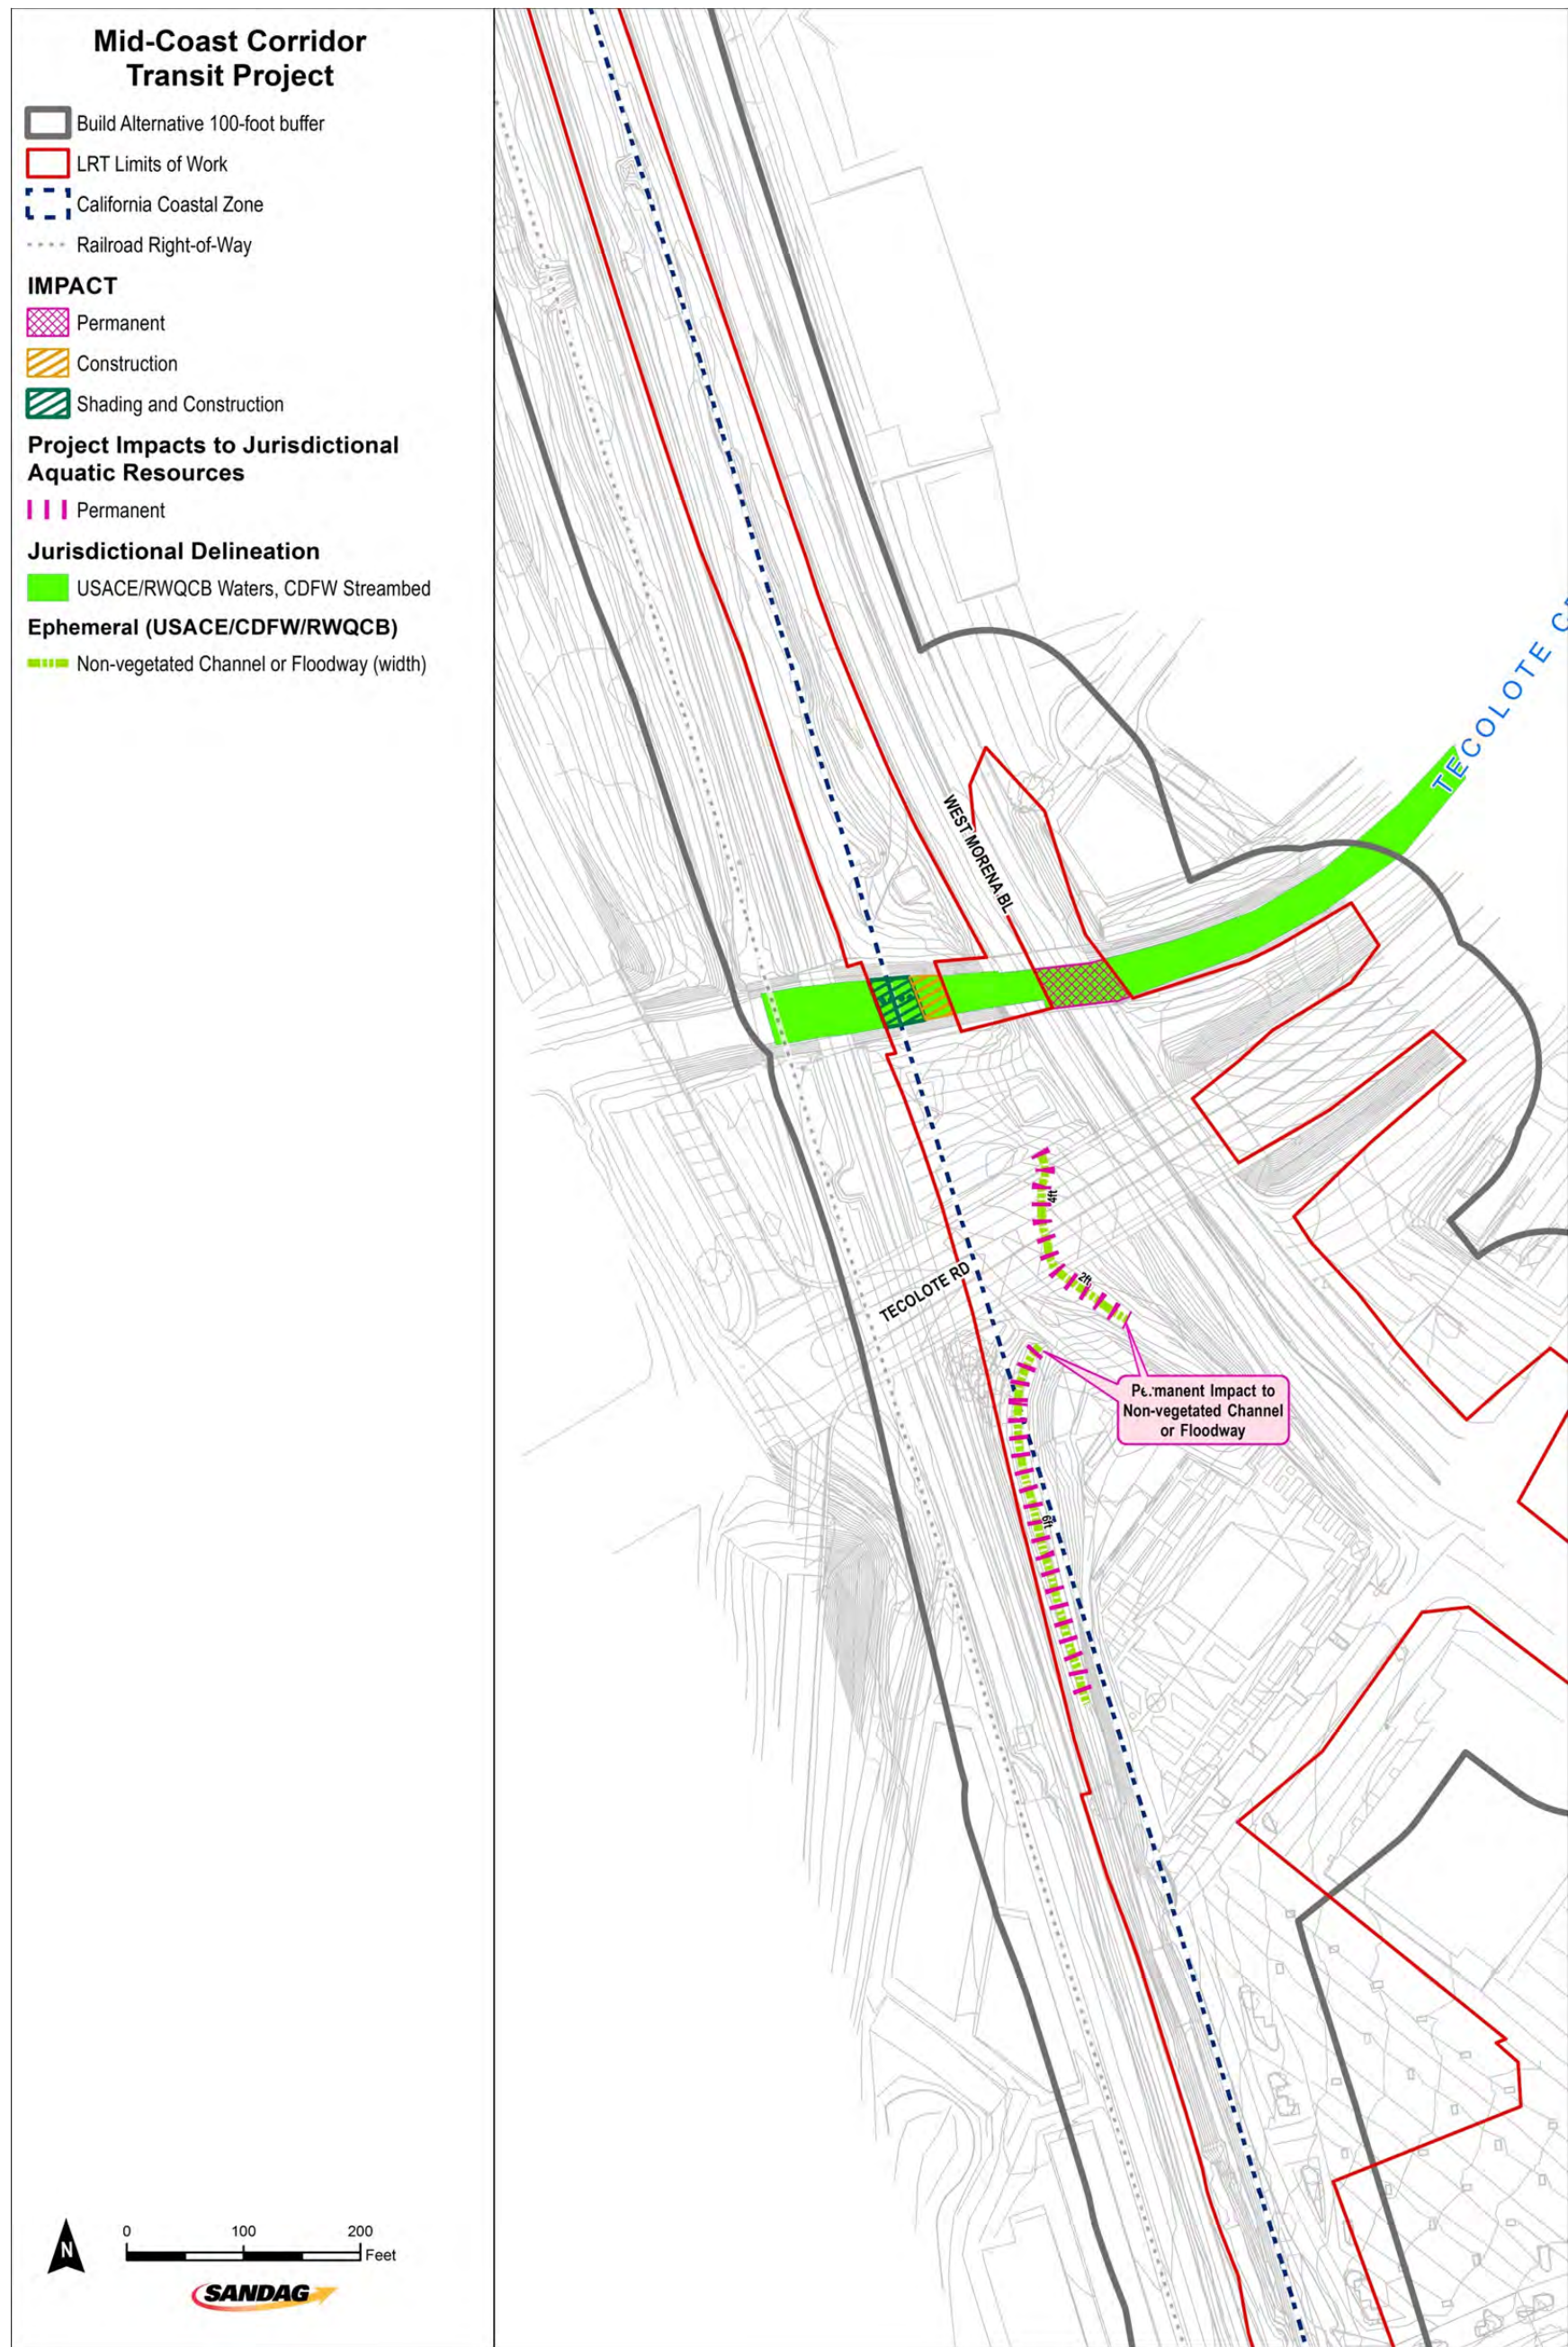 Mid-Coast Corridor
Transit Project
Build Alternative 100-foot buffer
LRT Limits of Work
California Coastal Zone
Railroad Right-of-Way
IMPACT
Permanent
Construction
Shading and Construction
Project Impacts to Jurisdictional
Aquatic Resources
Permanent
Jurisdictional Delineation
USACE/RWQCB Waters, CDFW Streambed
Ephemeral (USACE/CDFW/RWQCB)
Non-vegetated Channel or Floodway (width)
N
0 100 200
Feet
SANDAG
TECOLOTE
WEST MORENA BL
4ft
2ft
TECOLOTE RD
Permanent Impact to
Non-vegetated Channel
or Floodway
6ft